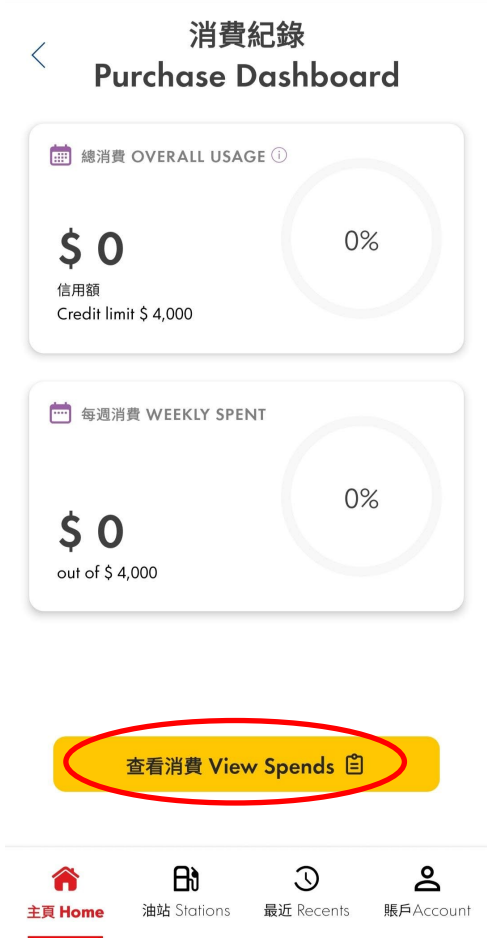 消費紀錄
Purchase Dashboard
總消費 OVERALL USAGE
$ 0
0%
信用額
Credit limit $ 4,000
每週消費 WEEKLY SPENT
$ 0
0%
out of $ 4,000
查看消費 View Spends
主頁 Home
油站 Stations
最近 Recents
賬戶Account